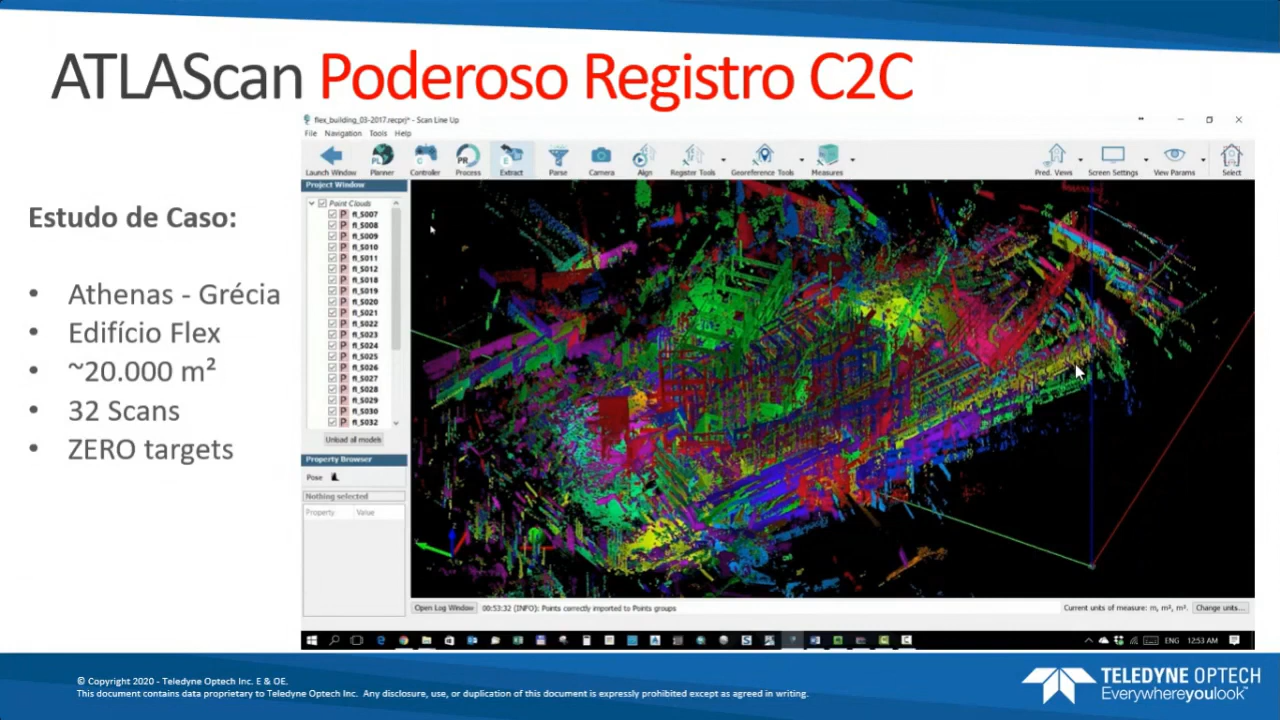 ATLAScan Poderoso Registro C2C
flex_building_03-2017.recprj* - Scan Line Up
File Navigation Tools Help
Launch Window Planner Controller Process Extract Parse Camera Align Register Tools Georeference Tools Measures Pred. Views Screen Settings View Params Select
Project Window
Point Clouds
fl_S007
fl_S008
fl_S009
fl_S010
fl_S011
fl_S012
fl_S018
fl_S019
fl_S020
fl_S021
fl_S022
fl_S023
fl_S024
fl_S025
fl_S026
fl_S027
fl_S028
fl_S029
fl_S030
fl_S032
Unload all models
Property Browser
Pose
Nothing selected
Property Value
Estudo de Caso:
• Athenas - Grécia
• Edifício Flex
• ~20.000 m²
• 32 Scans
• ZERO targets
Open Log Window 00:53:32 (INFO): Points correctly imported to Points groups
Current units of measure: m, m², m³. Change units...
ENG 12:53 AM
© Copyright 2020 - Teledyne Optech Inc. E & OE.
This document contains data proprietary to Teledyne Optech Inc. Any disclosure, use, or duplication of this document is expressly prohibited except as agreed in writing.
TELEDYNE OPTECH
Everywhereyoulook™